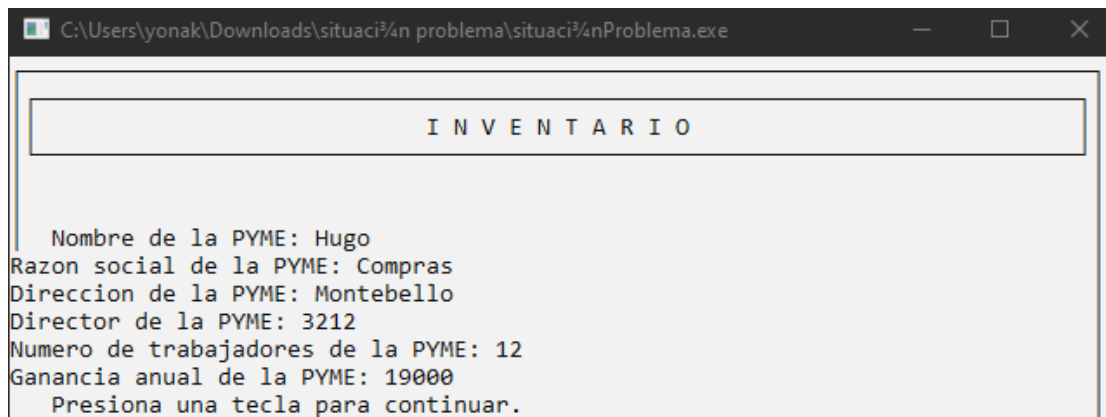 C:\Users\yonak\Downloads\situaci¾n problema\situaci¾nProblema.exe
I N V E N T A R I O
Nombre de la PYME: Hugo
Razon social de la PYME: Compras
Direccion de la PYME: Montebello
Director de la PYME: 3212
Numero de trabajadores de la PYME: 12
Ganancia anual de la PYME: 19000
Presiona una tecla para continuar.